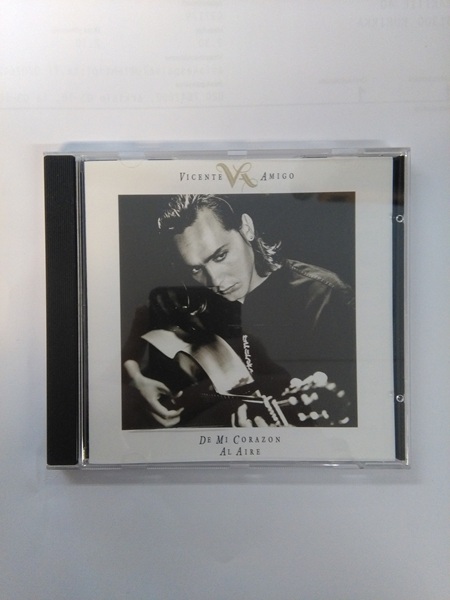 VICENTE VA AMIGO
DE MI CORAZON
AL AIRE